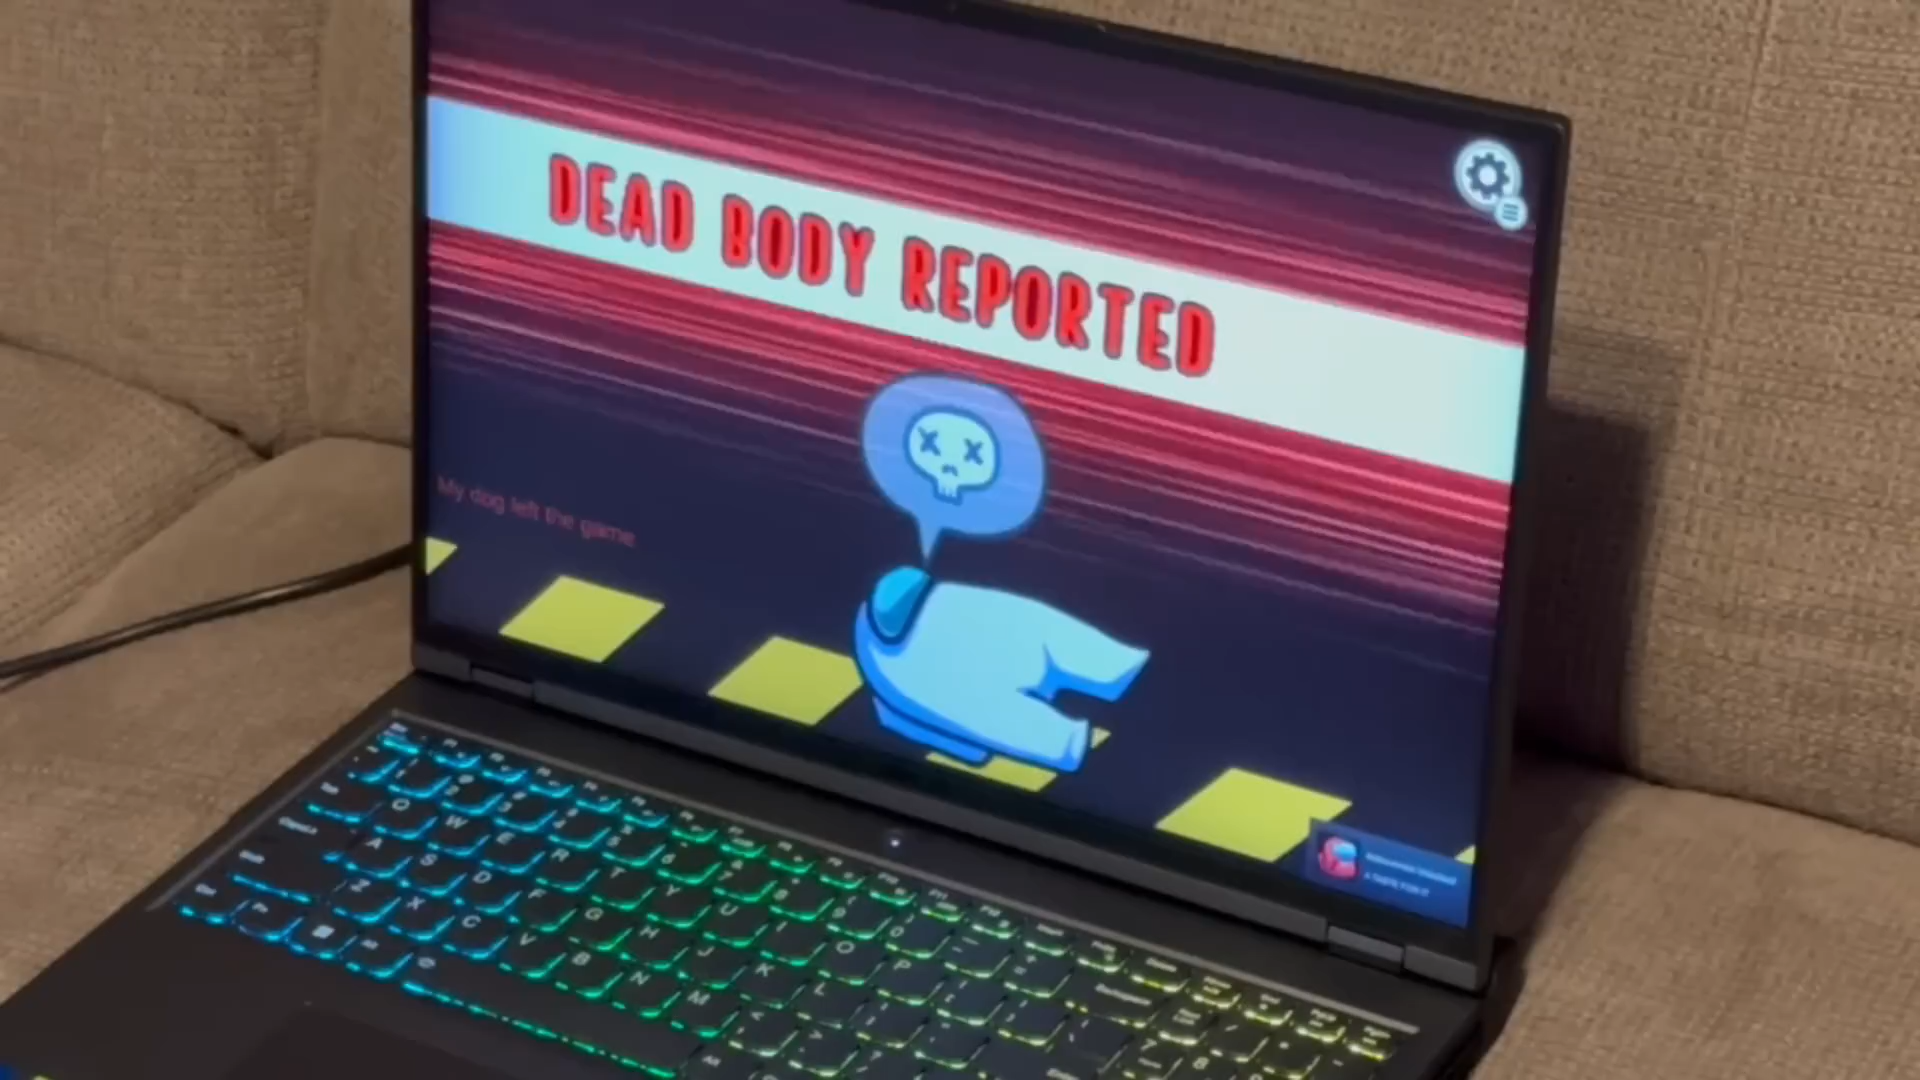 DEAD BODY REPORTED
My dog left the game
Q W E R T Y U I O P
A S D F G H J K L
Z X C V B N M